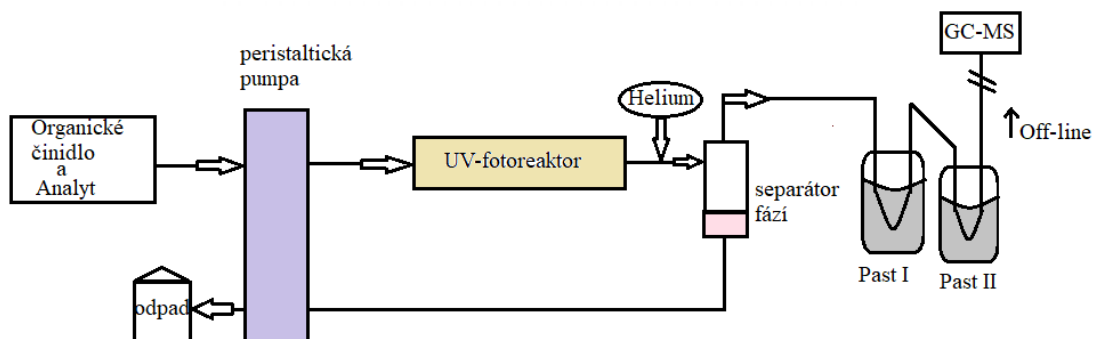 GC-MS
peristaltická
pumpa
Helium
Organické
činidlo
a
Analyt
Off-line
UV-fotoreaktor
separátor
fází
Past I
Past II
odpad